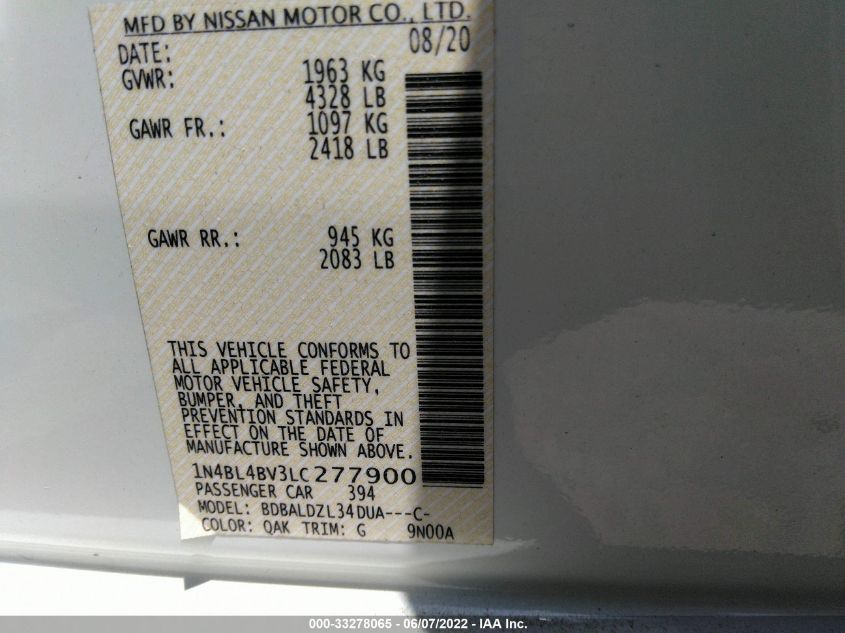 MFD BY NISSAN MOTOR CO., LTD.
DATE: 08/20
GVWR: 1963 KG
4328 LB
GAWR FR.: 1097 KG
2418 LB
GAWR RR.: 945 KG
2083 LB
THIS VEHICLE CONFORMS TO
ALL APPLICABLE FEDERAL
MOTOR VEHICLE SAFETY,
BUMPER, AND THEFT
PREVENTION STANDARDS IN
EFFECT ON THE DATE OF
MANUFACTURE SHOWN ABOVE.
1N4BL4BV3LC277900
PASSENGER CAR 394
MODEL: BDBALDZL34DUA---C-
COLOR: QAK TRIM: G 9N00A
000-33278065 - 06/07/2022 - IAA Inc.